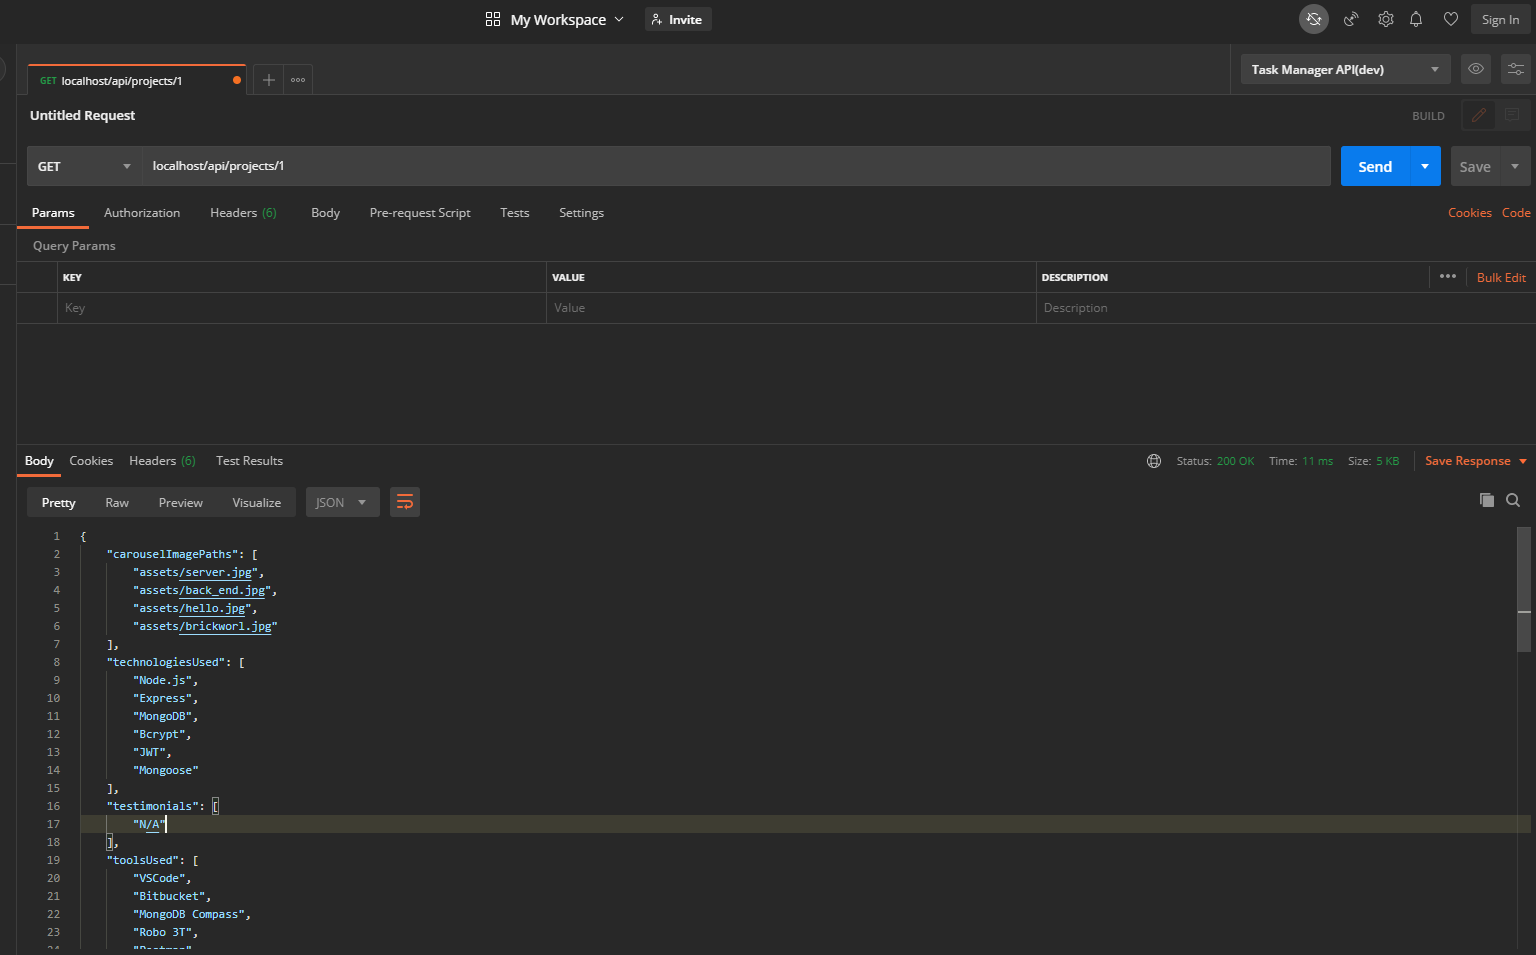 My Workspace Invite Sign In
GET localhost/api/projects/1 Task Manager API(dev)
Untitled Request BUILD
GET localhost/api/projects/1 Send Save
Params Authorization Headers (6) Body Pre-request Script Tests Settings Cookies Code
Query Params
KEY VALUE DESCRIPTION ••• Bulk Edit
Key Value Description
Body Cookies Headers (6) Test Results Status: 200 OK Time: 11 ms Size: 5 KB Save Response
Pretty Raw Preview Visualize JSON
1 {
2 "carouselImagePaths": [
3 "assets/server.jpg",
4 "assets/back_end.jpg",
5 "assets/hello.jpg",
6 "assets/brickworl.jpg"
7 ],
8 "technologiesUsed": [
9 "Node.js",
10 "Express",
11 "MongoDB",
12 "Bcrypt",
13 "JWT",
14 "Mongoose"
15 ],
16 "testimonials": [
17 "N/A"
18 ],
19 "toolsUsed": [
20 "VSCode",
21 "Bitbucket",
22 "MongoDB Compass",
23 "Robo 3T",